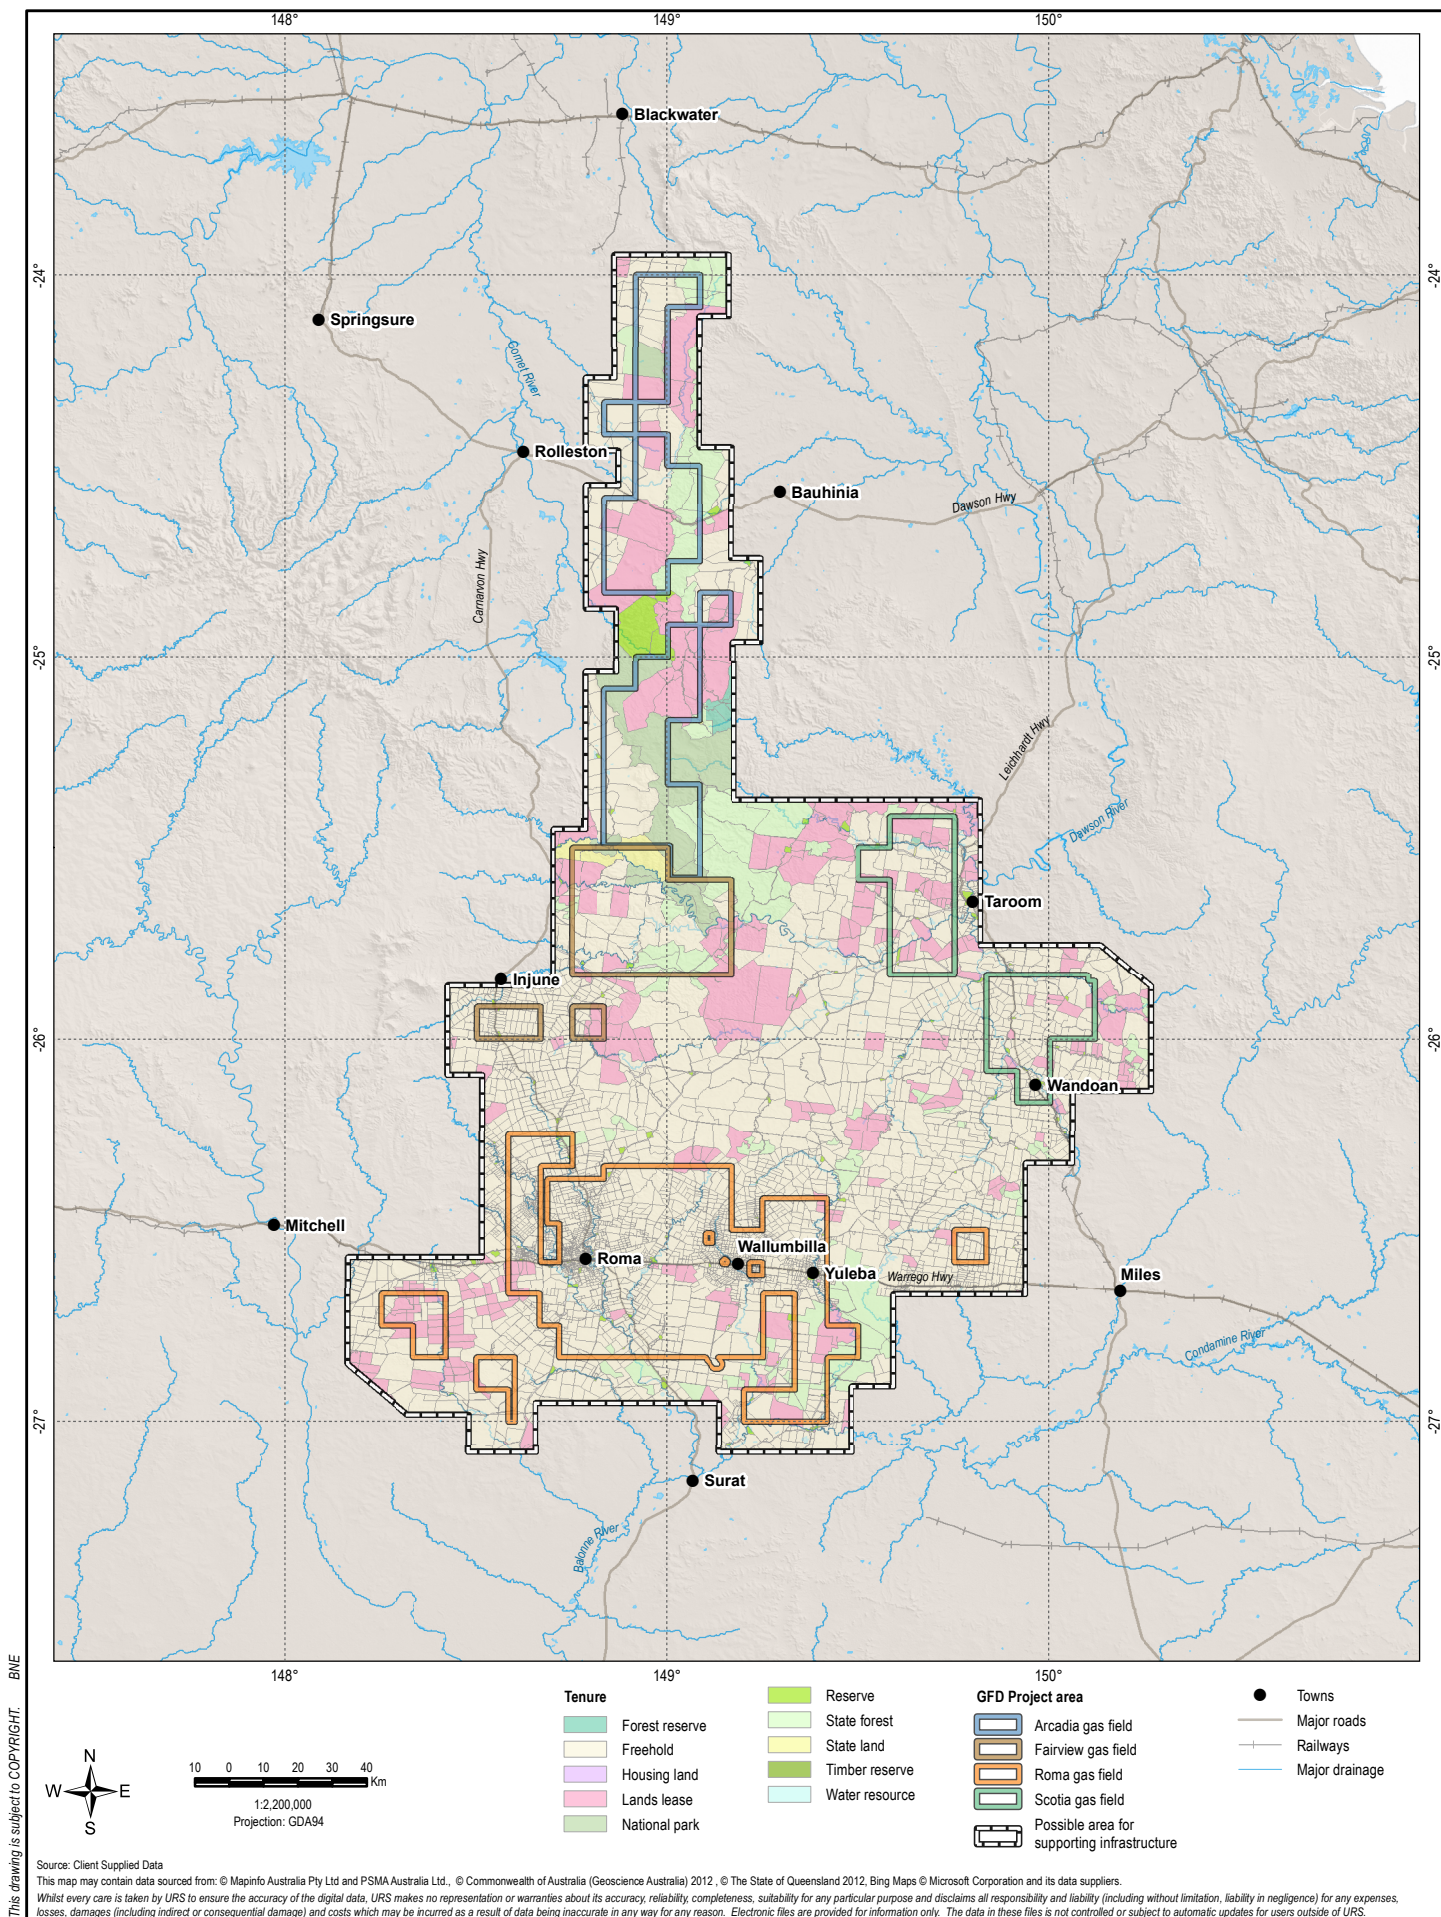 148°
149°
150°
Blackwater
-24°
-24°
Springsure
Comet River
Rolleston
Bauhinia
Dawson Hwy
Carnarvon Hwy
-25°
-25°
Leichhardt Hwy
Dawson River
Taroom
Injune
-26°
-26°
Wandoan
Mitchell
Wallumbilla
Roma
Yuleba
Warrego Hwy
Miles
Condamine River
-27°
-27°
Surat
Balonne River
148°
149°
150°
This drawing is subject to COPYRIGHT. BNE
N
W E
S
10 0 10 20 30 40
Km
1:2,200,000
Projection: GDA94
Tenure
Forest reserve
Freehold
Housing land
Lands lease
National park
Reserve
State forest
State land
Timber reserve
Water resource
GFD Project area
Arcadia gas field
Fairview gas field
Roma gas field
Scotia gas field
Possible area for
supporting infrastructure
Towns
Major roads
Railways
Major drainage
Source: Client Supplied Data
This map may contain data sourced from: © Mapinfo Australia Pty Ltd and PSMA Australia Ltd., © Commonwealth of Australia (Geoscience Australia) 2012 , © The State of Queensland 2012, Bing Maps © Microsoft Corporation and its data suppliers.
Whilst every care is taken by URS to ensure the accuracy of the digital data, URS makes no representation or warranties about its accuracy, reliability, completeness, suitability for any particular purpose and disclaims all responsibility and liability (including without limitation, liability in negligence) for any expenses,
losses, damages (including indirect or consequential damage) and costs which may be incurred as a result of data being inaccurate in any way for any reason. Electronic files are provided for information only. The data in these files is not controlled or subject to automatic updates for users outside of URS.